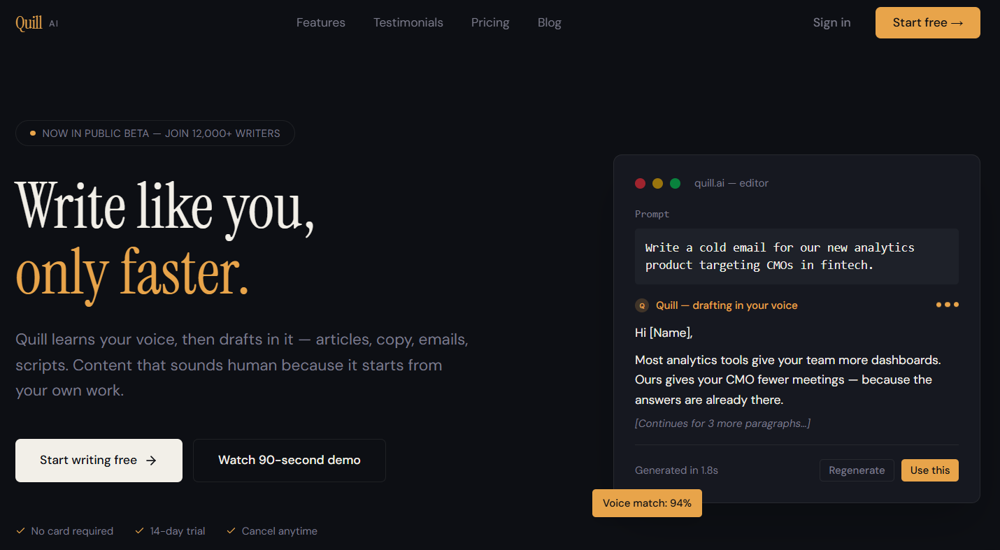 Quill AI
Features
Testimonials
Pricing
Blog
Sign in
Start free →
NOW IN PUBLIC BETA — JOIN 12,000+ WRITERS
Write like you,
only faster.
Quill learns your voice, then drafts in it — articles, copy, emails,
scripts. Content that sounds human because it starts from
your own work.
Start writing free →
Watch 90-second demo
✓ No card required
✓ 14-day trial
✓ Cancel anytime
quill.ai — editor
Prompt
Write a cold email for our new analytics
product targeting CMOs in fintech.
Q
Quill — drafting in your voice
Hi [Name],
Most analytics tools give your team more dashboards.
Ours gives your CMO fewer meetings — because the
answers are already there.
[Continues for 3 more paragraphs…]
Generated in 1.8s
Regenerate
Use this
Voice match: 94%